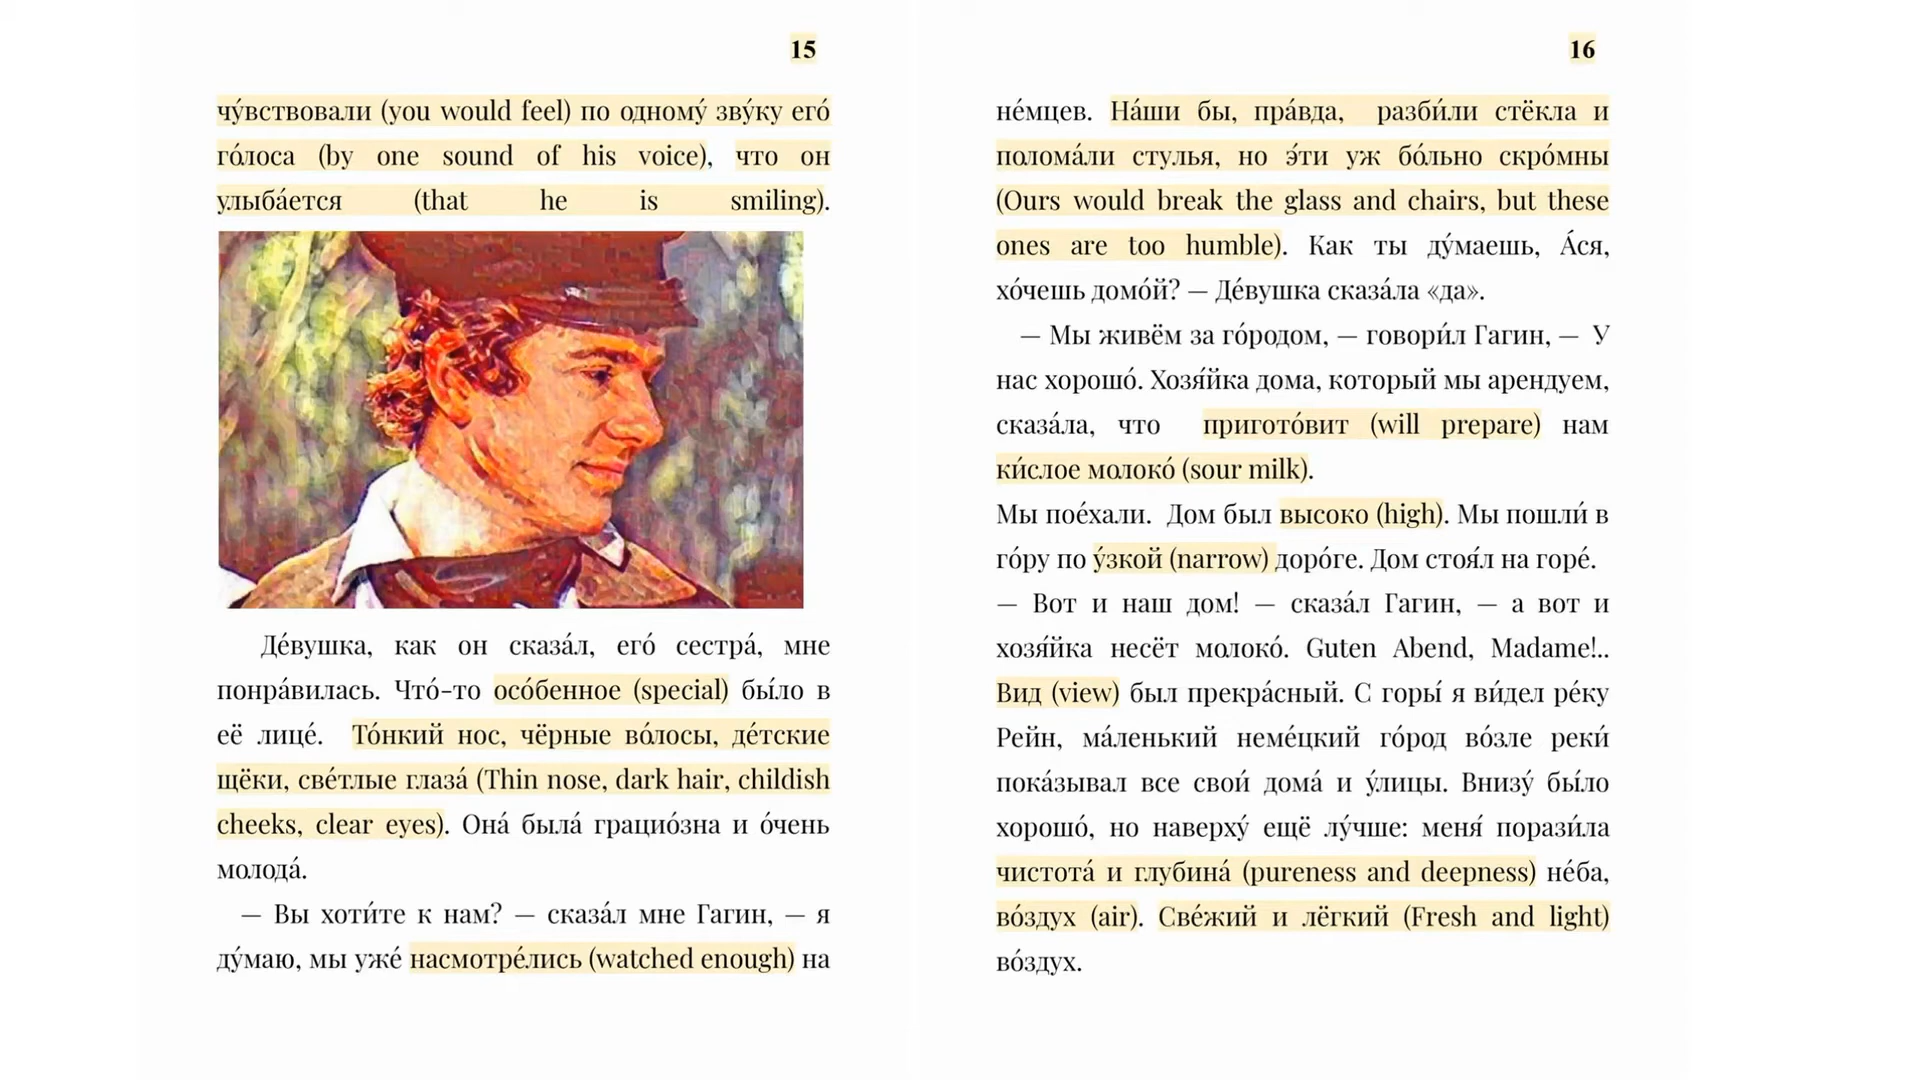 15
чу́вствовали (you would feel) по одному́ зву́ку его́
го́лоса (by one sound of his voice), что он
улыба́ется (that he is smiling).
Де́вушка, как он сказа́л, его́ сестра́, мне
понра́вилась. Что́-то осо́бенное (special) бы́ло в
её лице́. То́нкий нос, чёрные во́лосы, де́тские
щёки, све́тлые глаза́ (Thin nose, dark hair, childish
cheeks, clear eyes). Она́ была́ грацио́зна и о́чень
молода́.
— Вы хоти́те к нам? — сказа́л мне Гагин, — я
ду́маю, мы уже́ насмотре́лись (watched enough) на
16
не́мцев. На́ши бы, пра́вда, разби́ли стёкла и
полома́ли стулья, но э́ти уж бо́льно скро́мны
(Ours would break the glass and chairs, but these
ones are too humble). Как ты ду́маешь, А́ся,
хо́чешь домо́й? — Де́вушка сказа́ла «да».
— Мы живём за го́родом, — говори́л Гагин, — У
нас хорошо́. Хозя́йка дома, который мы арендуем,
сказа́ла, что пригото́вит (will prepare) нам
ки́слое молоко́ (sour milk).
Мы пое́хали. Дом был высоко (high). Мы пошли́ в
го́ру по у́зкой (narrow) доро́ге. Дом стоя́л на горе́.
— Вот и наш дом! — сказа́л Гагин, — а вот и
хозя́йка несёт молоко́. Guten Abend, Madame!..
Вид (view) был прекра́сный. С горы́ я ви́дел ре́ку
Рейн, ма́ленький неме́цкий го́род во́зле реки́
пока́зывал все свои́ дома́ и у́лицы. Внизу́ бы́ло
хорошо́, но наверху́ ещё лу́чше: меня́ порази́ла
чистота́ и глубина́ (pureness and deepness) не́ба,
во́здух (air). Све́жий и лёгкий (Fresh and light)
во́здух.